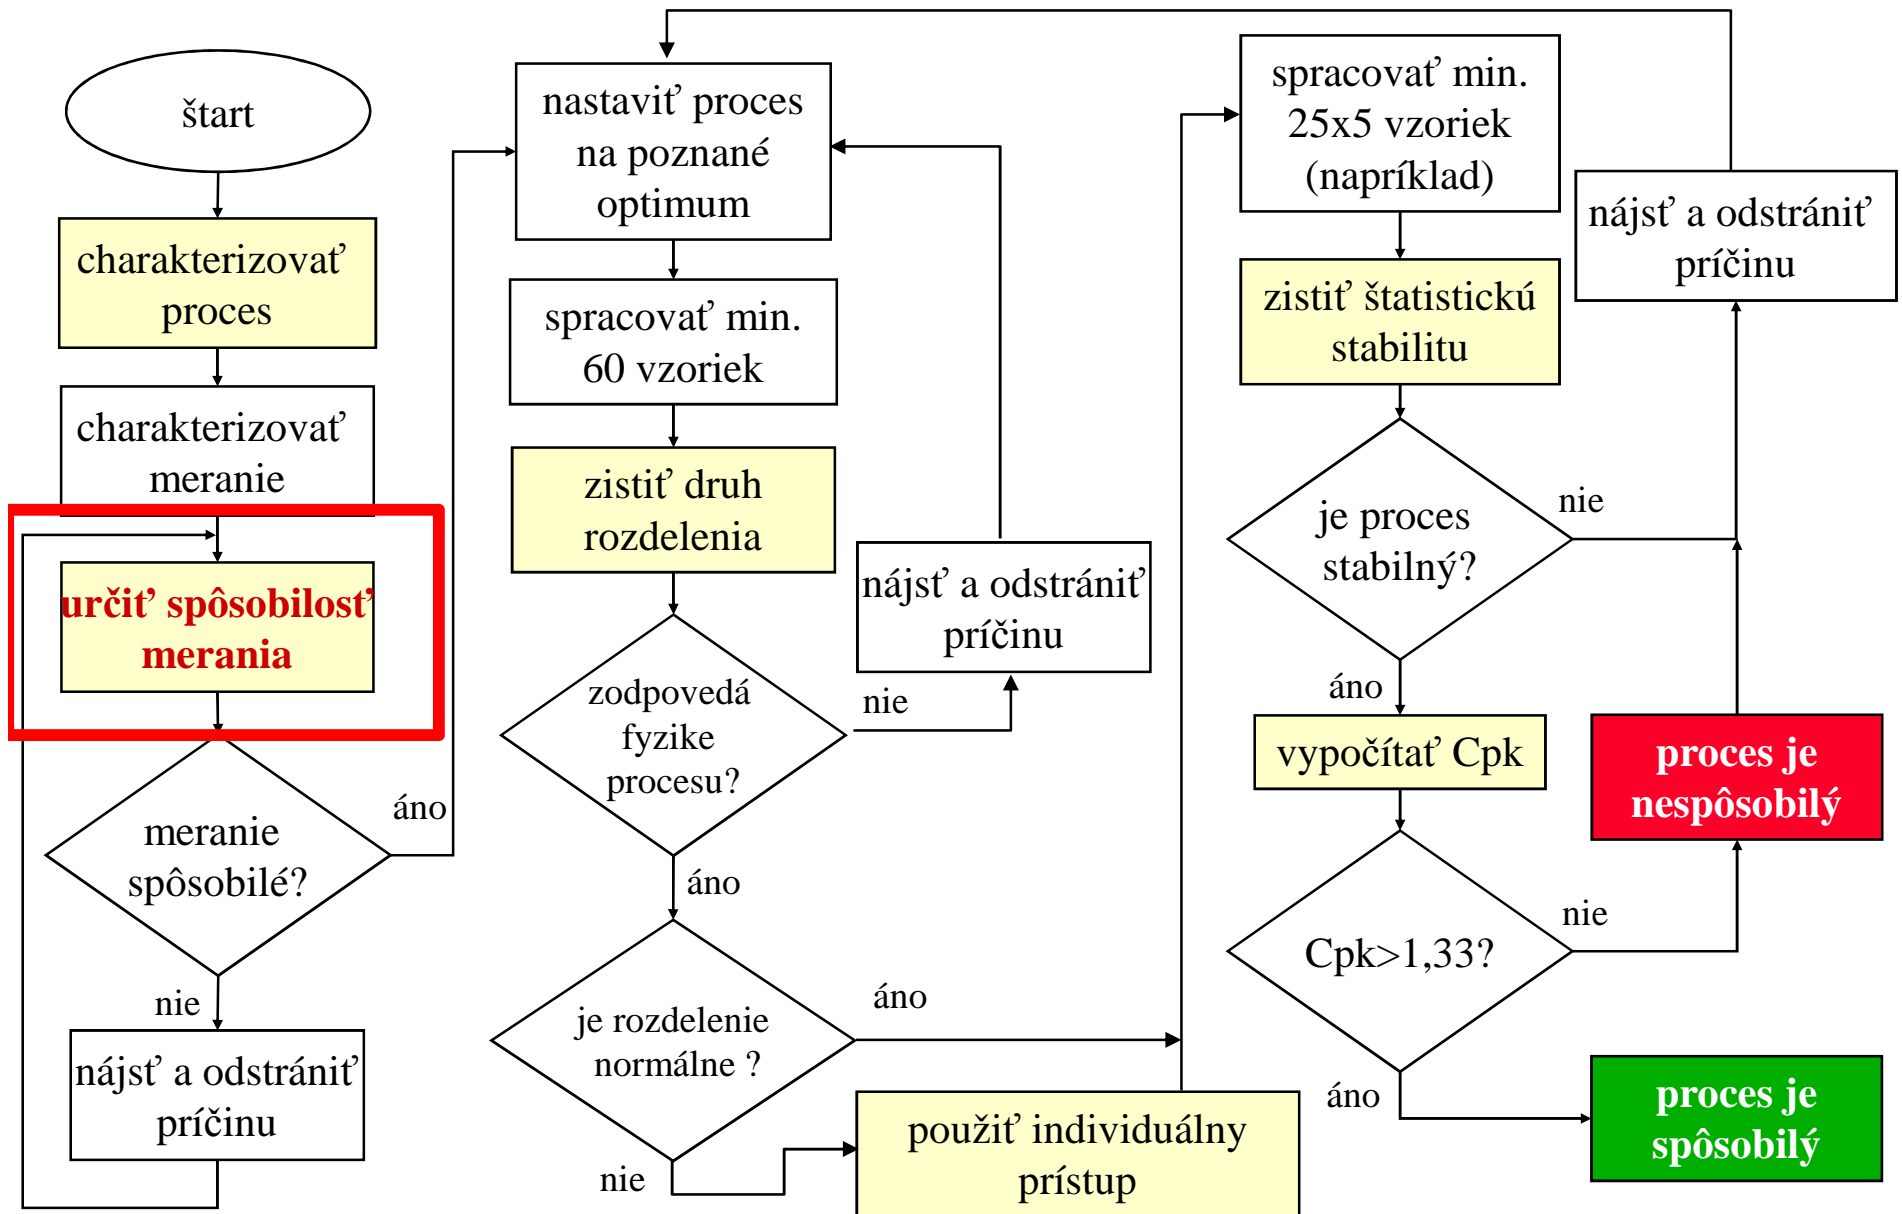 štart
charakterizovať
proces
charakterizovať
meranie
určiť spôsobilosť
merania
meranie
spôsobilé?
áno
nie
nájsť a odstrániť
príčinu
nastaviť proces
na poznané
optimum
spracovať min.
60 vzoriek
zistiť druh
rozdelenia
zodpovedá
fyzike
procesu?
nie
nájsť a odstrániť
príčinu
áno
je rozdelenie
normálne ?
áno
nie
použiť individuálny
prístup
spracovať min.
25x5 vzoriek
(napríklad)
zistiť štatistickú
stabilitu
je proces
stabilný?
nie
nájsť a odstrániť
príčinu
áno
vypočítať Cpk
Cpk>1,33?
nie
proces je
nespôsobilý
áno
proces je
spôsobilý